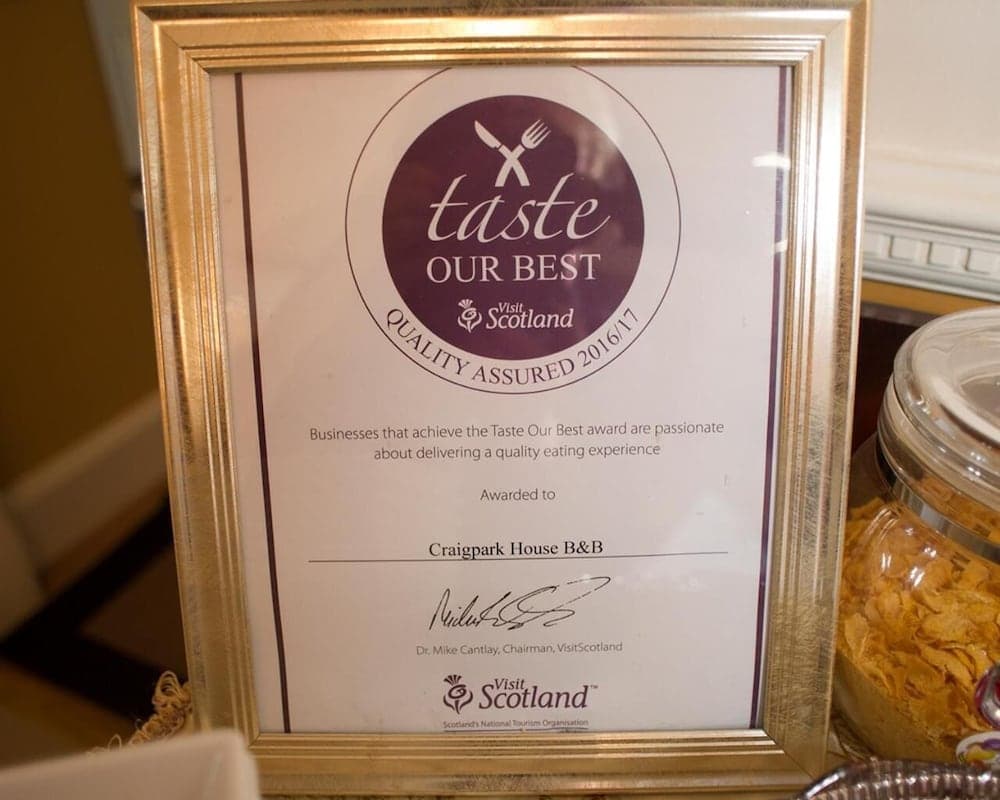 taste
OUR BEST
Visit
Scotland
QUALITY ASSURED 2016/17
Businesses that achieve the Taste Our Best award are passionate
about delivering a quality eating experience
Awarded to
Craigpark House B&B
Dr. Mike Cantlay, Chairman, VisitScotland
Visit
Scotland™
Scotland's National Tourism Organisation